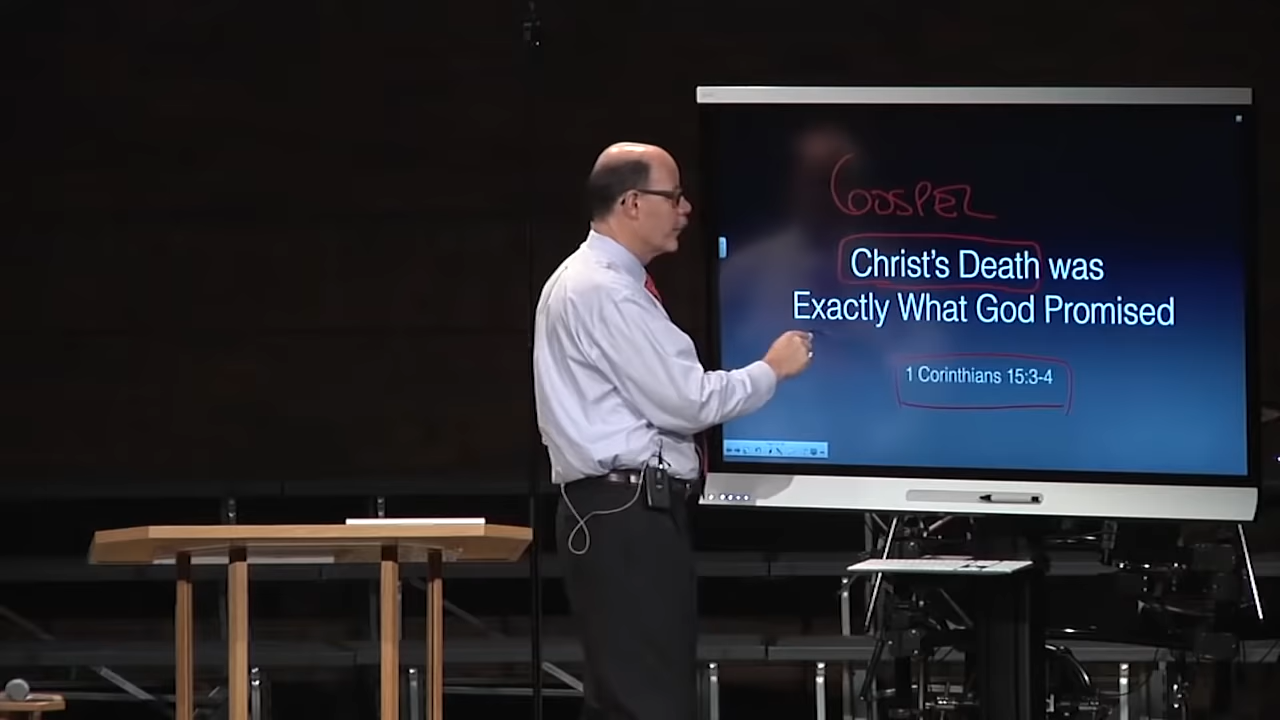 GOSPEL
Christ's Death was
Exactly What God Promised
1 Corinthians 15:3-4